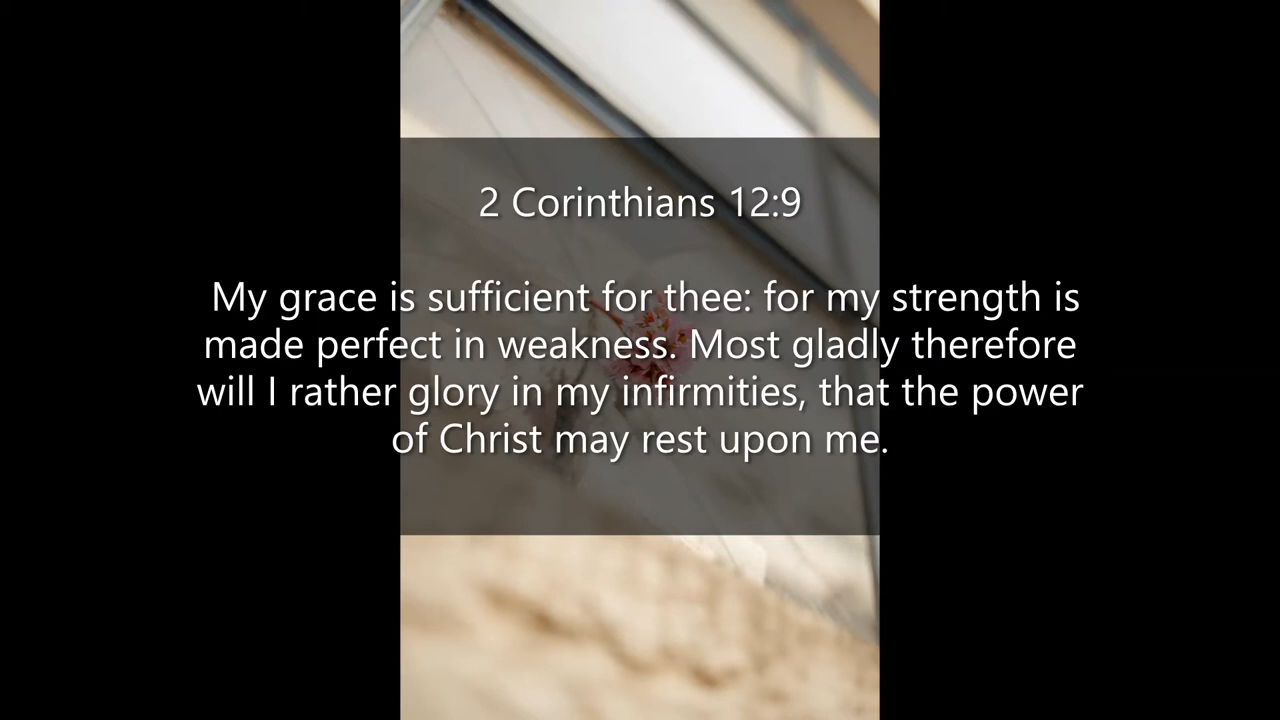 2 Corinthians 12:9
My grace is sufficient for thee: for my strength is
made perfect in weakness. Most gladly therefore
will I rather glory in my infirmities, that the power
of Christ may rest upon me.